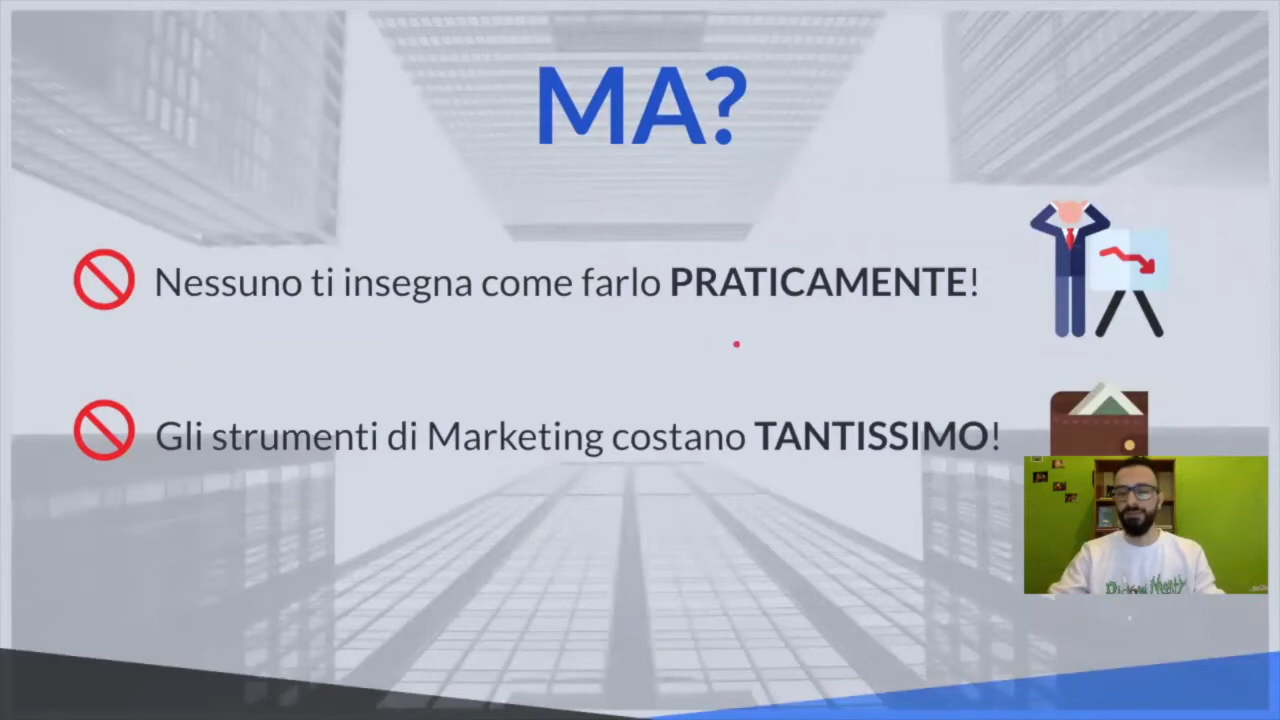 MA?
Nessuno ti insegna come farlo PRATICAMENTE!
Gli strumenti di Marketing costano TANTISSIMO!